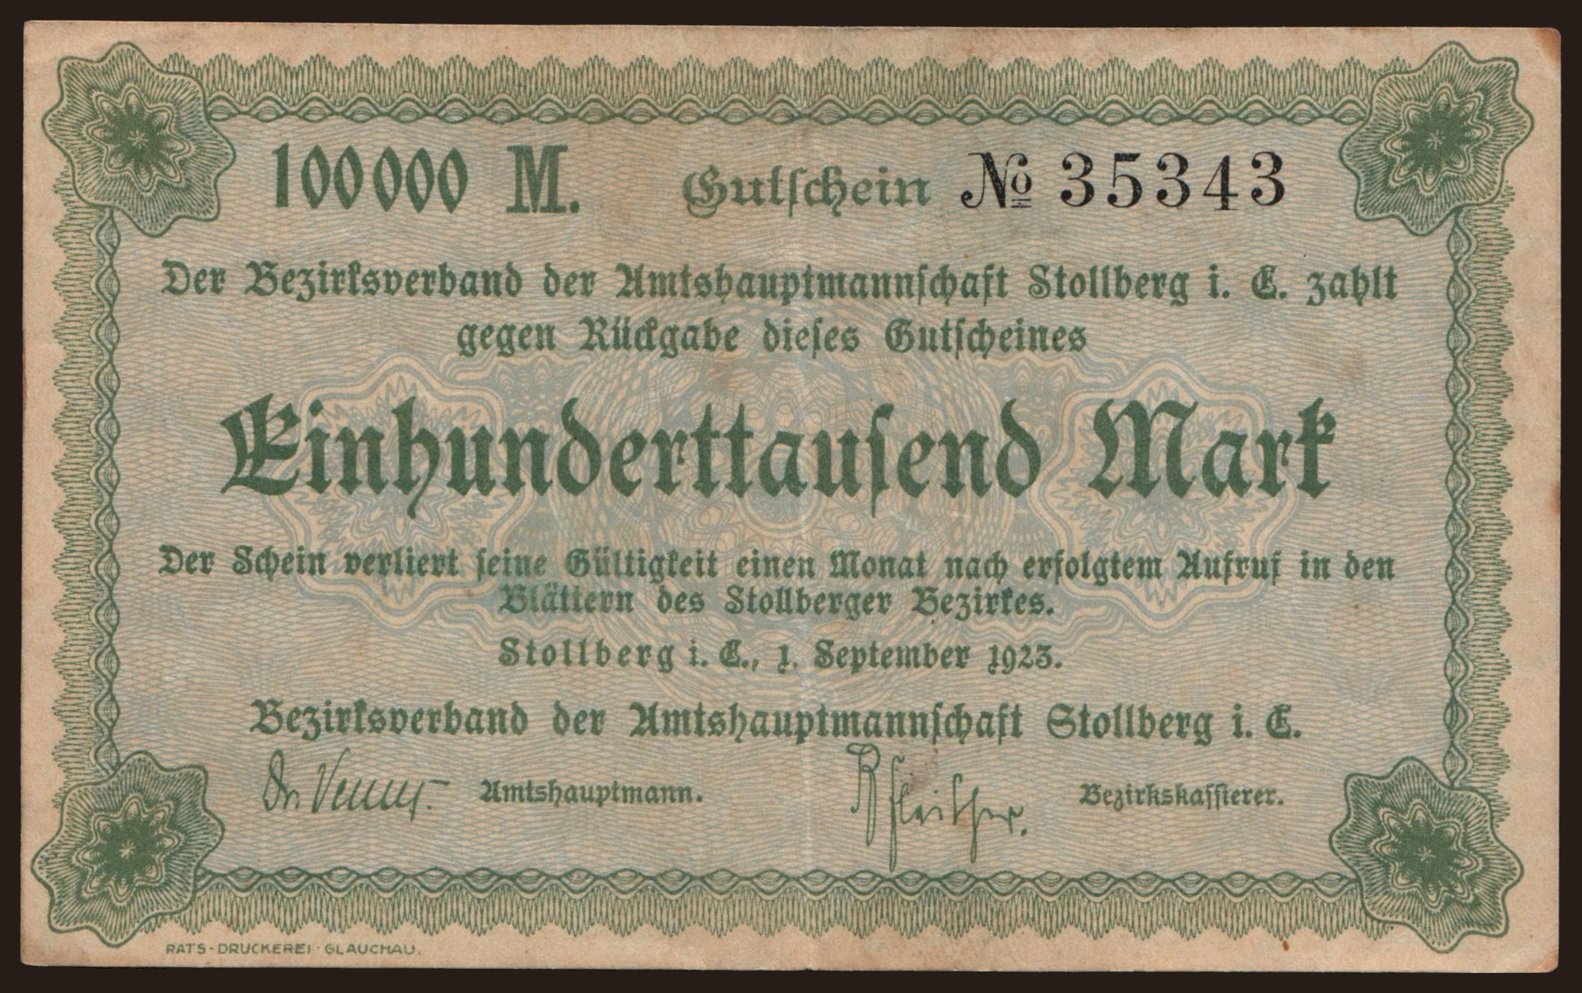 100000 M. Gutschein № 35343
Der Bezirksverband der Amtshauptmannschaft Stollberg i. E. zahlt
gegen Rückgabe dieses Gutscheines
Einhunderttausend Mark
Der Schein verliert seine Gültigkeit einen Monat nach erfolgtem Aufruf in den
Blättern des Stollberger Bezirkes.
Stollberg i. E., 1. September 1923.
Bezirksverband der Amtshauptmannschaft Stollberg i. E.
Dr. Amtshauptmann. Bezirkskassierer.
RATS-DRUCKEREI·GLAUCHAU.